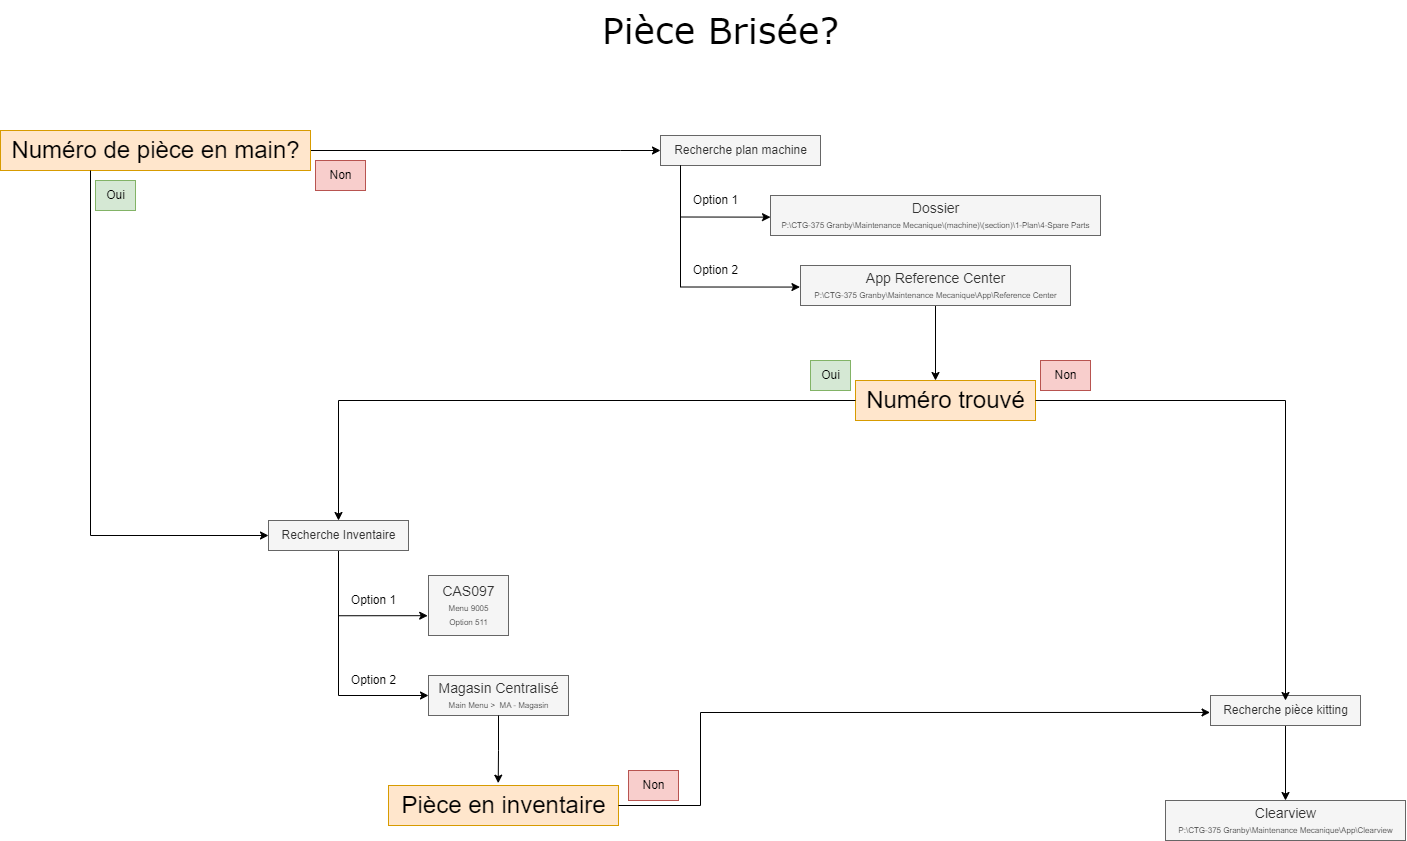 Pièce Brisée?
Numéro de pièce en main?
Non
Oui
Recherche plan machine
Option 1
Dossier
P:\CTG-375 Granby\Maintenance Mecanique\(machine)\(section)\1-Plan\4-Spare Parts
Option 2
App Reference Center
P:\CTG-375 Granby\Maintenance Mecanique\App\Reference Center
Oui
Non
Numéro trouvé
Recherche Inventaire
Option 1
CAS097
Menu 9005
Option 511
Option 2
Magasin Centralisé
Main Menu > MA - Magasin
Pièce en inventaire
Non
Recherche pièce kitting
Clearview
P:\CTG-375 Granby\Maintenance Mecanique\App\Clearview